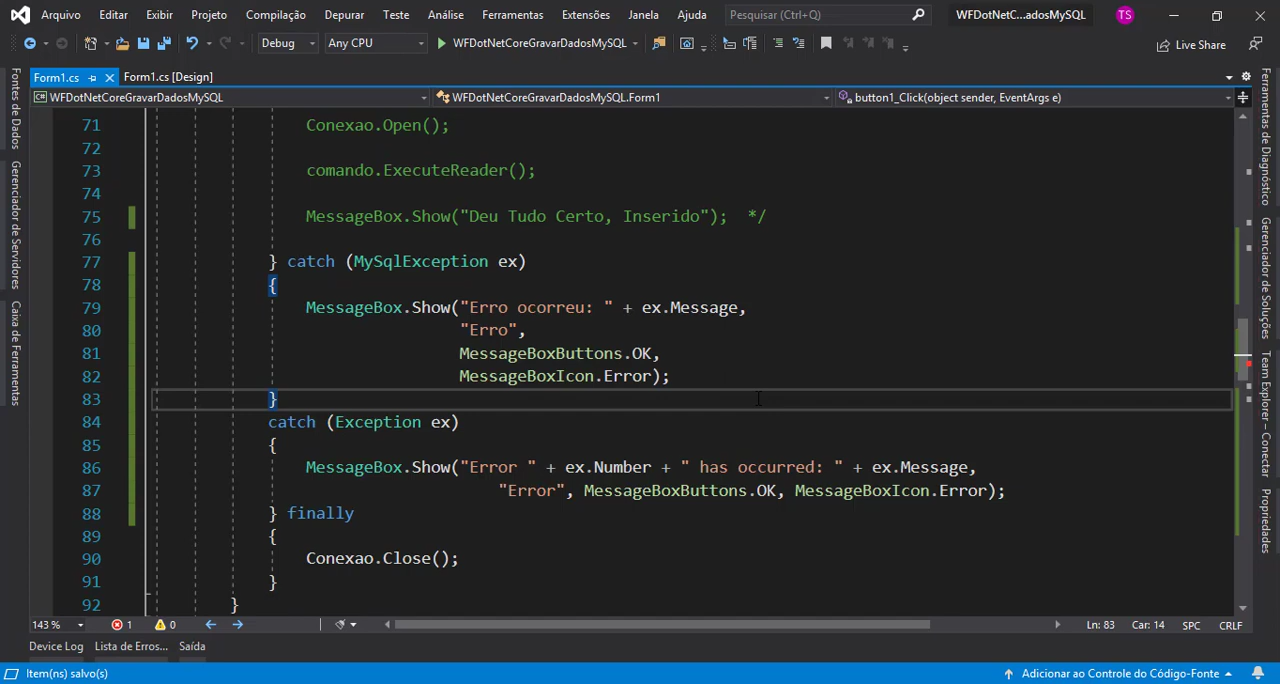 Arquivo Editar Exibir Projeto Compilação Depurar Teste Análise Ferramentas Extensões Janela Ajuda Pesquisar (Ctrl+Q) WFDotNetC...adosMySQL TS
Debug Any CPU WFDotNetCoreGravarDadosMySQL Live Share
Form1.cs Form1.cs [Design]
WFDotNetCoreGravarDadosMySQL WFDotNetCoreGravarDadosMySQL.Form1 button1_Click(object sender, EventArgs e)
Fontes de Dados
Gerenciador de Servidores
Caixa de Ferramentas
71 Conexao.Open();
72
73 comando.ExecuteReader();
74
75 MessageBox.Show("Deu Tudo Certo, Inserido"); */
76
77 } catch (MySqlException ex)
78 {
79 MessageBox.Show("Erro ocorreu: " + ex.Message,
80 "Erro",
81 MessageBoxButtons.OK,
82 MessageBoxIcon.Error);
83 }
84 catch (Exception ex)
85 {
86 MessageBox.Show("Error " + ex.Number + " has occurred: " + ex.Message,
87 "Error", MessageBoxButtons.OK, MessageBoxIcon.Error);
88 } finally
89 {
90 Conexao.Close();
91 }
92 }
Ferramentas de Diagnóstico
Gerenciador de Soluções
Team Explorer – Conectar
Propriedades
143 % 1 0 Ln: 83 Car: 14 SPC CRLF
Device Log Lista de Erros... Saída
Item(ns) salvo(s) Adicionar ao Controle do Código-Fonte